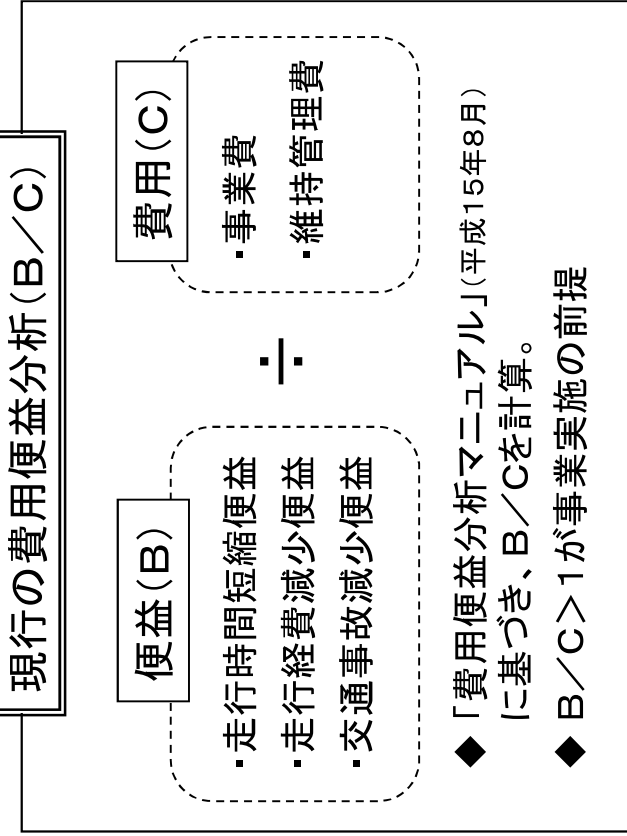 現行の費用便益分析(B／C)
便益(B)
・走行時間短縮便益
・走行経費減少便益
・交通事故減少便益
÷
費用(C)
・事業費
・維持管理費
◆「費用便益分析マニュアル」(平成15年8月)
に基づき、B／Cを計算。
◆ B／C＞1が事業実施の前提